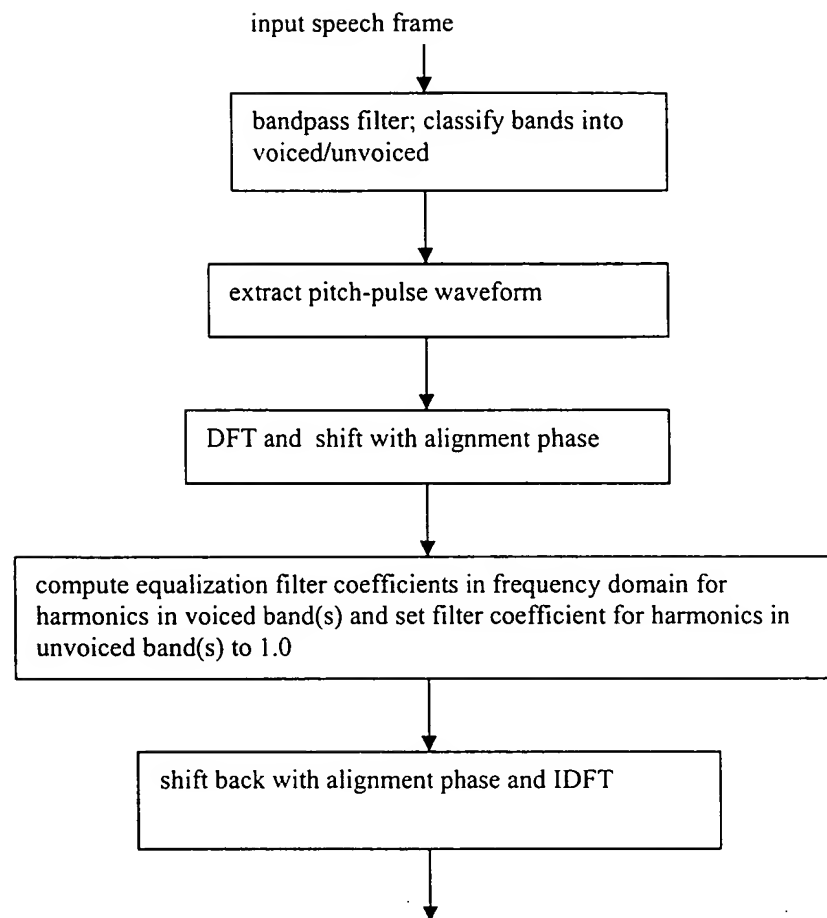 input speech frame
bandpass filter; classify bands into
voiced/unvoiced
extract pitch-pulse waveform
DFT and shift with alignment phase
compute equalization filter coefficients in frequency domain for
harmonics in voiced band(s) and set filter coefficient for harmonics in
unvoiced band(s) to 1.0
shift back with alignment phase and IDFT